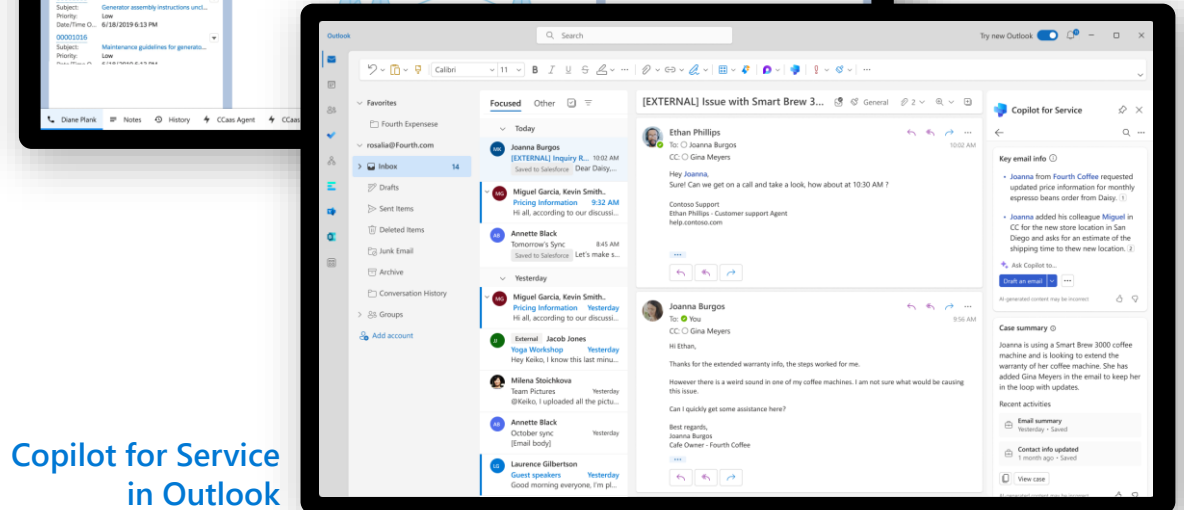 Subject: Generator assembly instructions uncl...
Priority: Low
Date/Time O... 6/18/2019 6:13 PM
00001016
Subject: Maintenance guidelines for generato...
Priority: Low
Diane Plank Notes History CCaas Agent CCaas
Copilot for Service
in Outlook
Outlook
Search
Try new Outlook
Calibri 11 B I U S
Favorites
Fourth Expensese
rosalia@Fourth.com
Inbox 14
Drafts
Sent Items
Deleted Items
Junk Email
Archive
Conversation History
Groups
Add account
Focused Other
Today
MK
Joanna Burgos
[EXTERNAL] Inquiry R... 10:02 AM
Saved to Salesforce Dear Daisy,...
MG
Miguel Garcia, Kevin Smith..
Pricing Information 9:32 AM
Hi all, according to our discussi...
AB
Annette Black
Tomorrow's Sync 8:45 AM
Saved to Salesforce Let's make s...
Yesterday
MG
Miguel Garcia, Kevin Smith..
Pricing Information Yesterday
Hi all, according to our discussi...
External Jacob Jones
Yoga Workshop Yesterday
Hey Keiko, I know this last minu...
Milena Stoichkova
Team Pictures Yesterday
@Keiko, I uploaded all the pictu...
AB
Annette Black
October sync Yesterday
[Email body]
LG
Laurence Gilbertson
Guest speakers Yesterday
Good morning everyone, I'm pl...
[EXTERNAL] Issue with Smart Brew 3... General 2
Ethan Phillips
To: Joanna Burgos
CC: Gina Meyers
10:02 AM
Hey Joanna,
Sure! Can we get on a call and take a look, how about at 10:30 AM ?
Contoso Support
Ethan Phillips - Customer support Agent
help.contoso.com
Joanna Burgos
To: You
CC: Gina Meyers
9:56 AM
Hi Ethan,
Thanks for the extended warranty info, the steps worked for me.
However there is a weird sound in one of my coffee machines. I am not sure what would be causing
this issue.
Can I quickly get some assistance here?
Best regards,
Joanna Burgos
Cafe Owner - Fourth Coffee
Copilot for Service
Key email info
Joanna from Fourth Coffee requested
updated price information for monthly
espresso beans order from Daisy. 1
Joanna added his colleague Miguel in
CC for the new store location in San
Diego and asks for an estimate of the
shipping time to thew new location. 2
Ask Copilot to...
Draft an email
AI-generated content may be incorrect
Case summary
Joanna is using a Smart Brew 3000 coffee
machine and is looking to extend the
warranty of her coffee machine. She has
added Gina Meyers in the email to keep her
in the loop with updates.
Recent activities
Email summary
Yesterday • Saved
Contact info updated
1 month ago • Saved
View case
AI-generated content may be incorrect